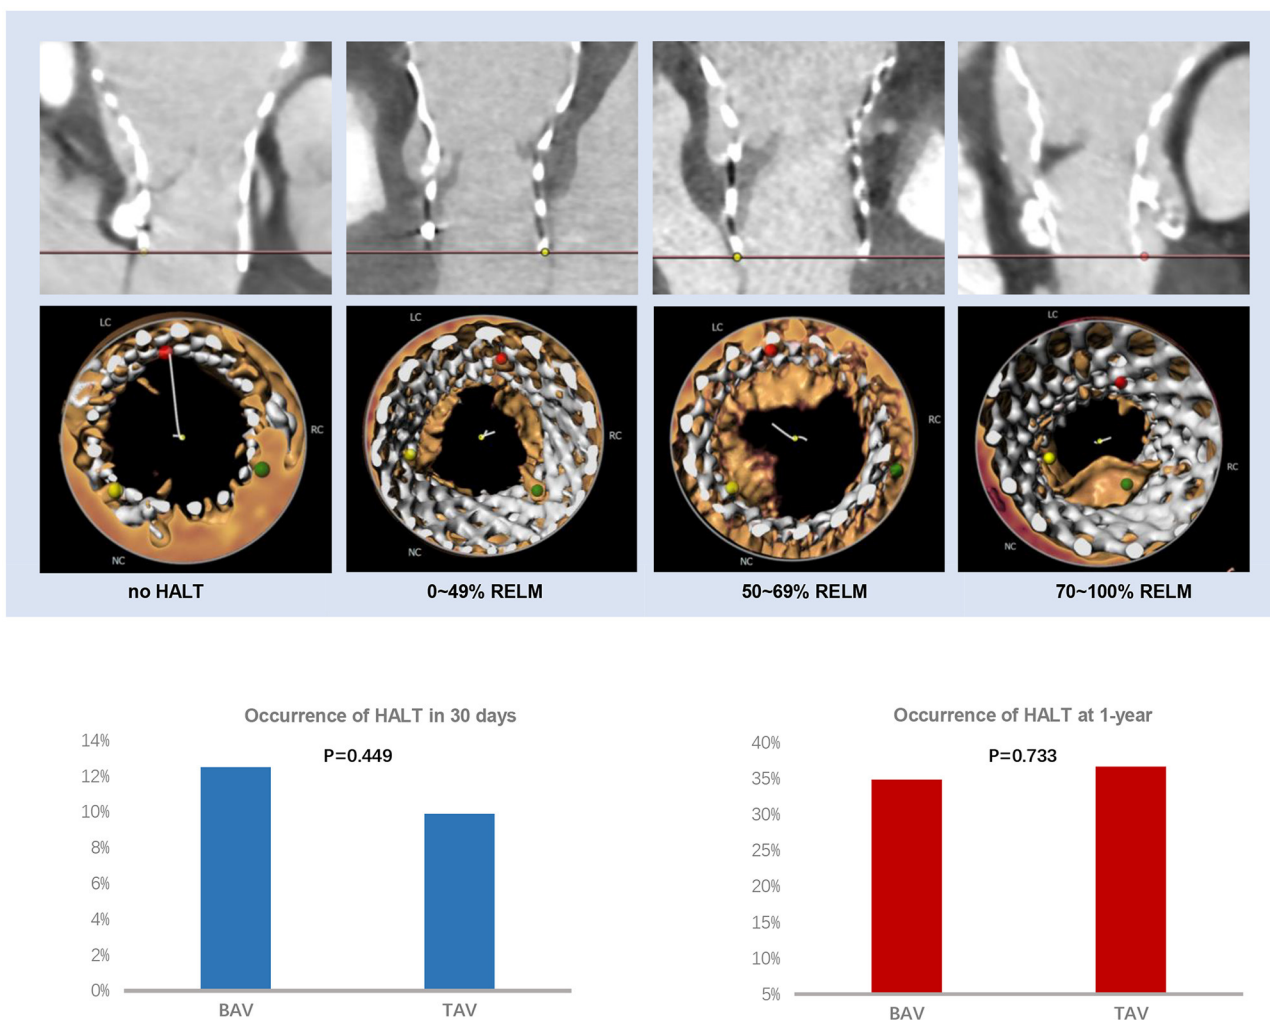 LC
RC
NC
LC
RC
NC
LC
RC
NC
LC
RC
NC
no HALT
0~49% RELM
50~69% RELM
70~100% RELM
Occurrence of HALT in 30 days
P=0.449
14%
12%
10%
8%
6%
4%
2%
0%
BAV
TAV
Occurrence of HALT at 1-year
P=0.733
40%
35%
30%
25%
20%
15%
10%
5%
BAV
TAV